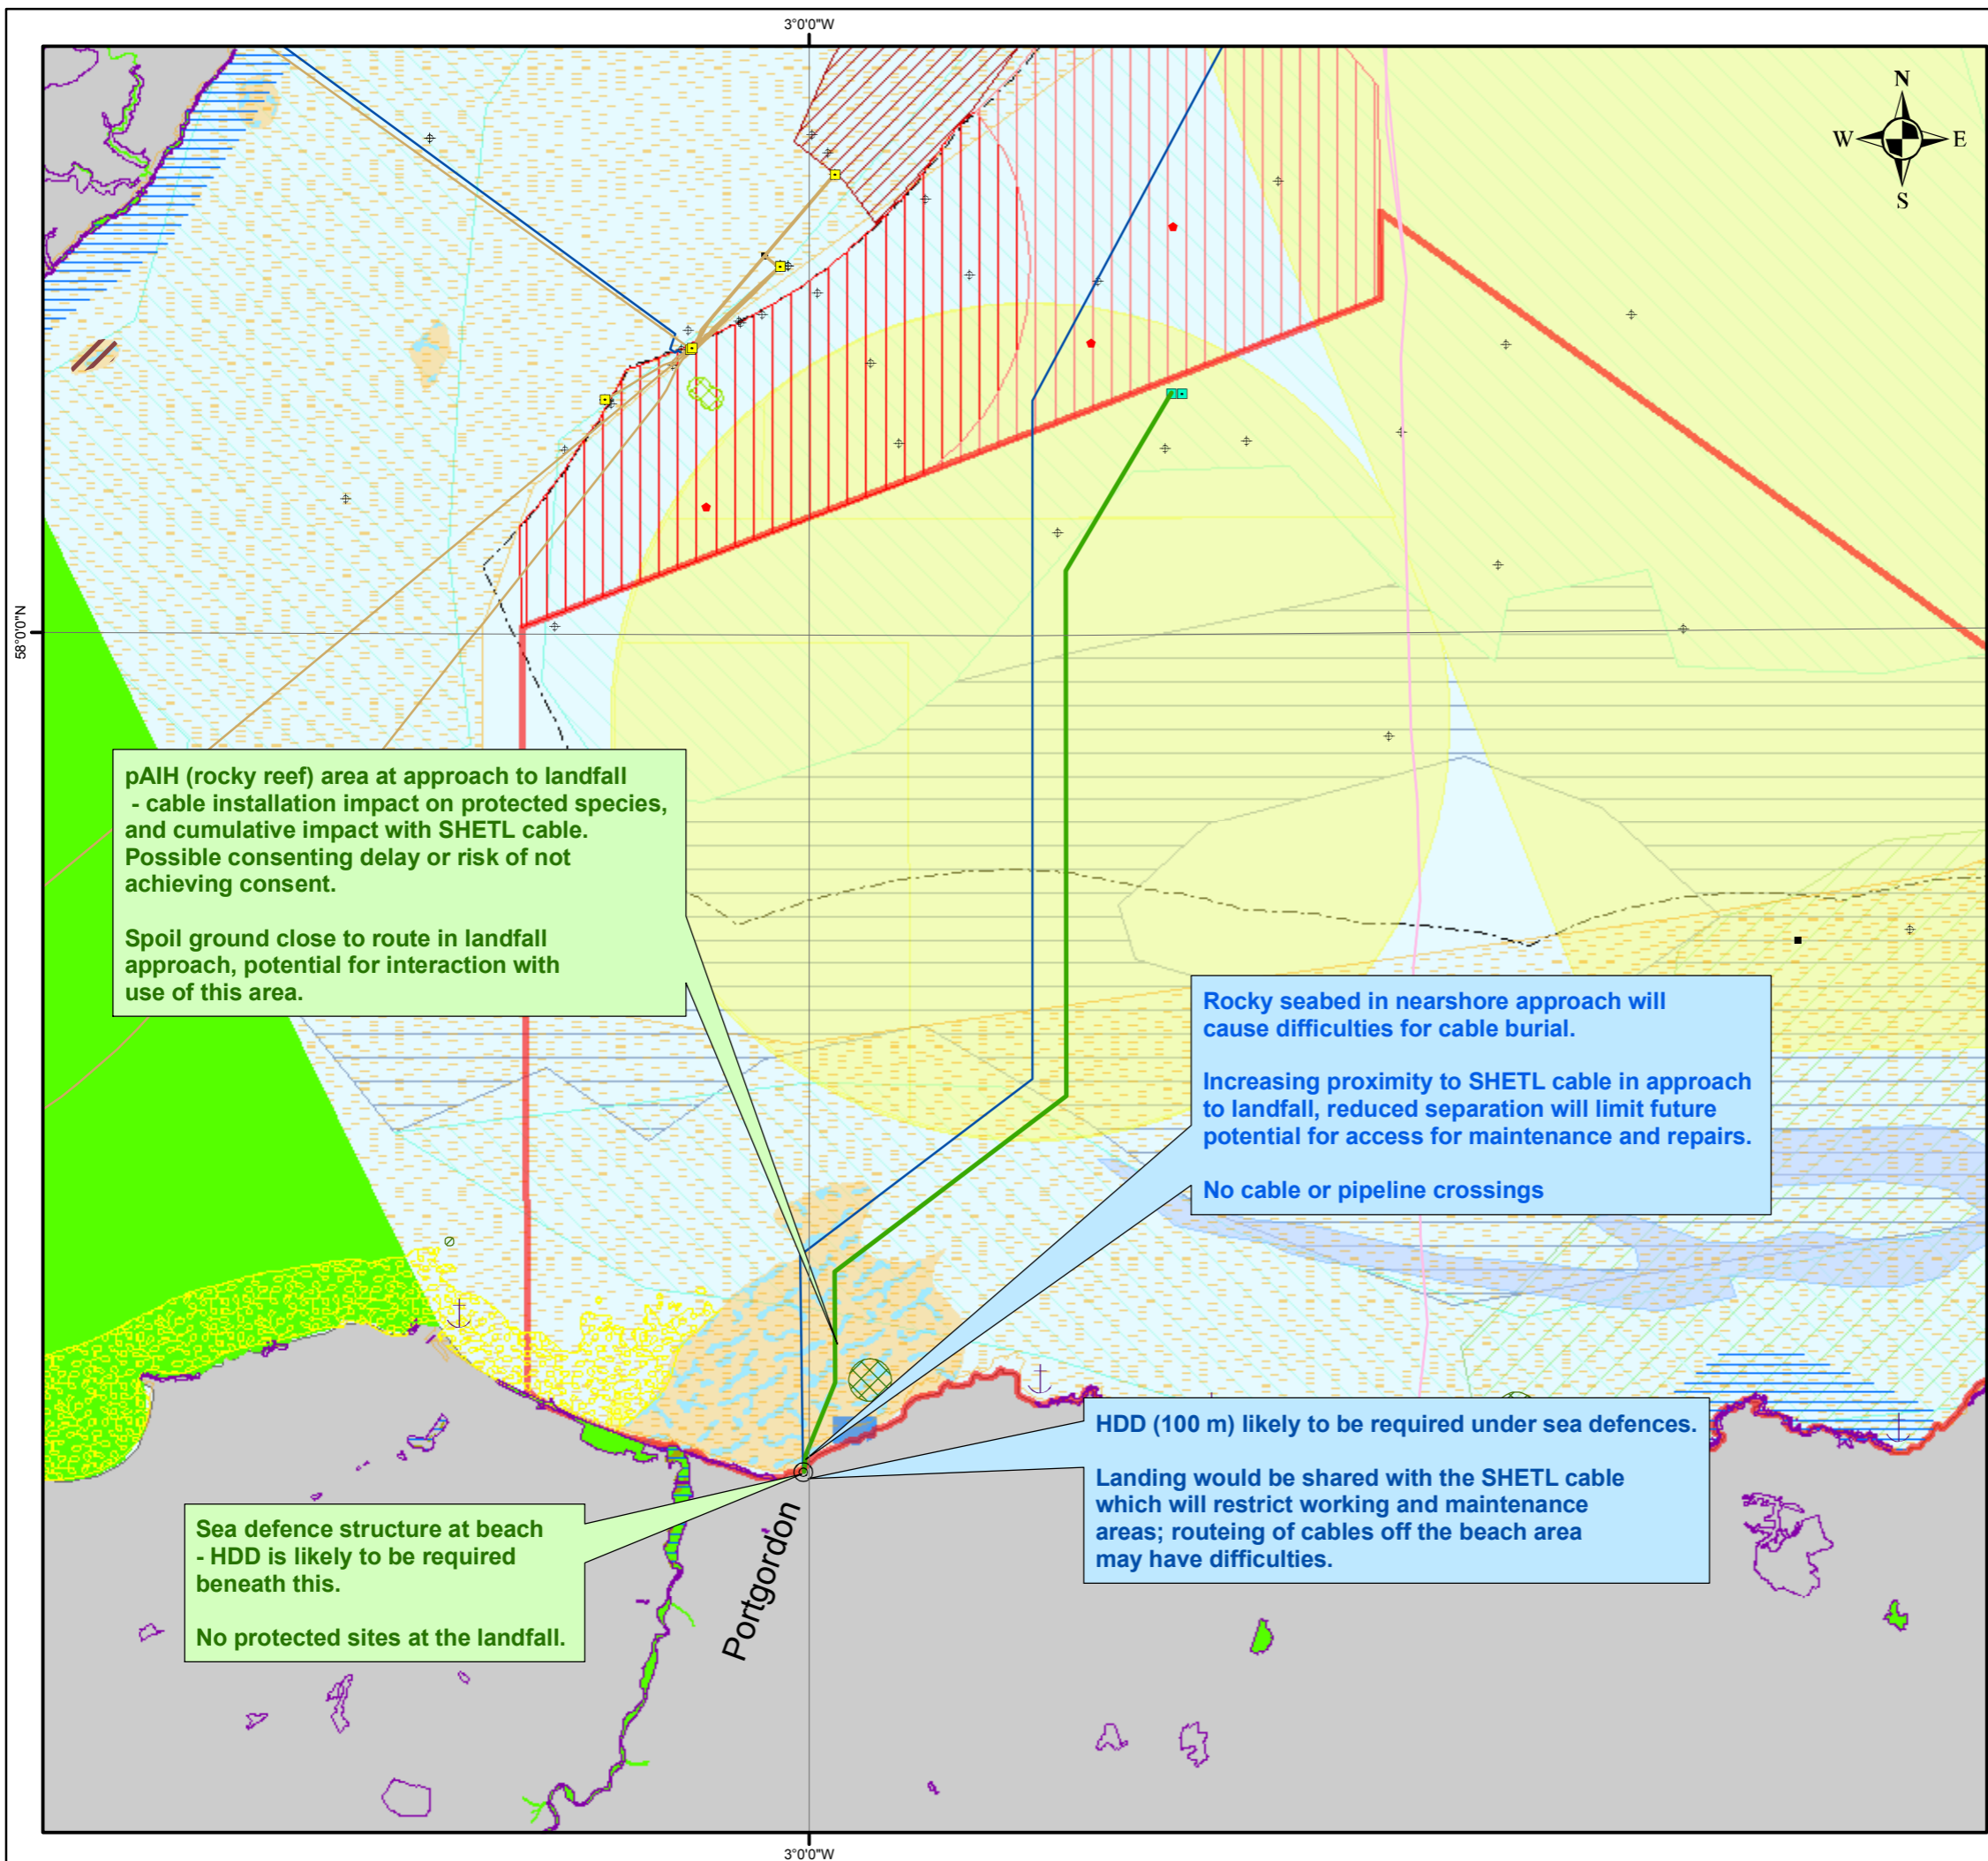 3°0'0"W
N
W
E
S
58°0'0"N
pAIH (rocky reef) area at approach to landfall
- cable installation impact on protected species,
and cumulative impact with SHETL cable.
Possible consenting delay or risk of not
achieving consent.
Spoil ground close to route in landfall
approach, potential for interaction with
use of this area.
Rocky seabed in nearshore approach will
cause difficulties for cable burial.
Increasing proximity to SHETL cable in approach
to landfall, reduced separation will limit future
potential for access for maintenance and repairs.
No cable or pipeline crossings
HDD (100 m) likely to be required under sea defences.
Landing would be shared with the SHETL cable
which will restrict working and maintenance
areas; routeing of cables off the beach area
may have difficulties.
Sea defence structure at beach
- HDD is likely to be required
beneath this.
No protected sites at the landfall.
Portgordon
3°0'0"W